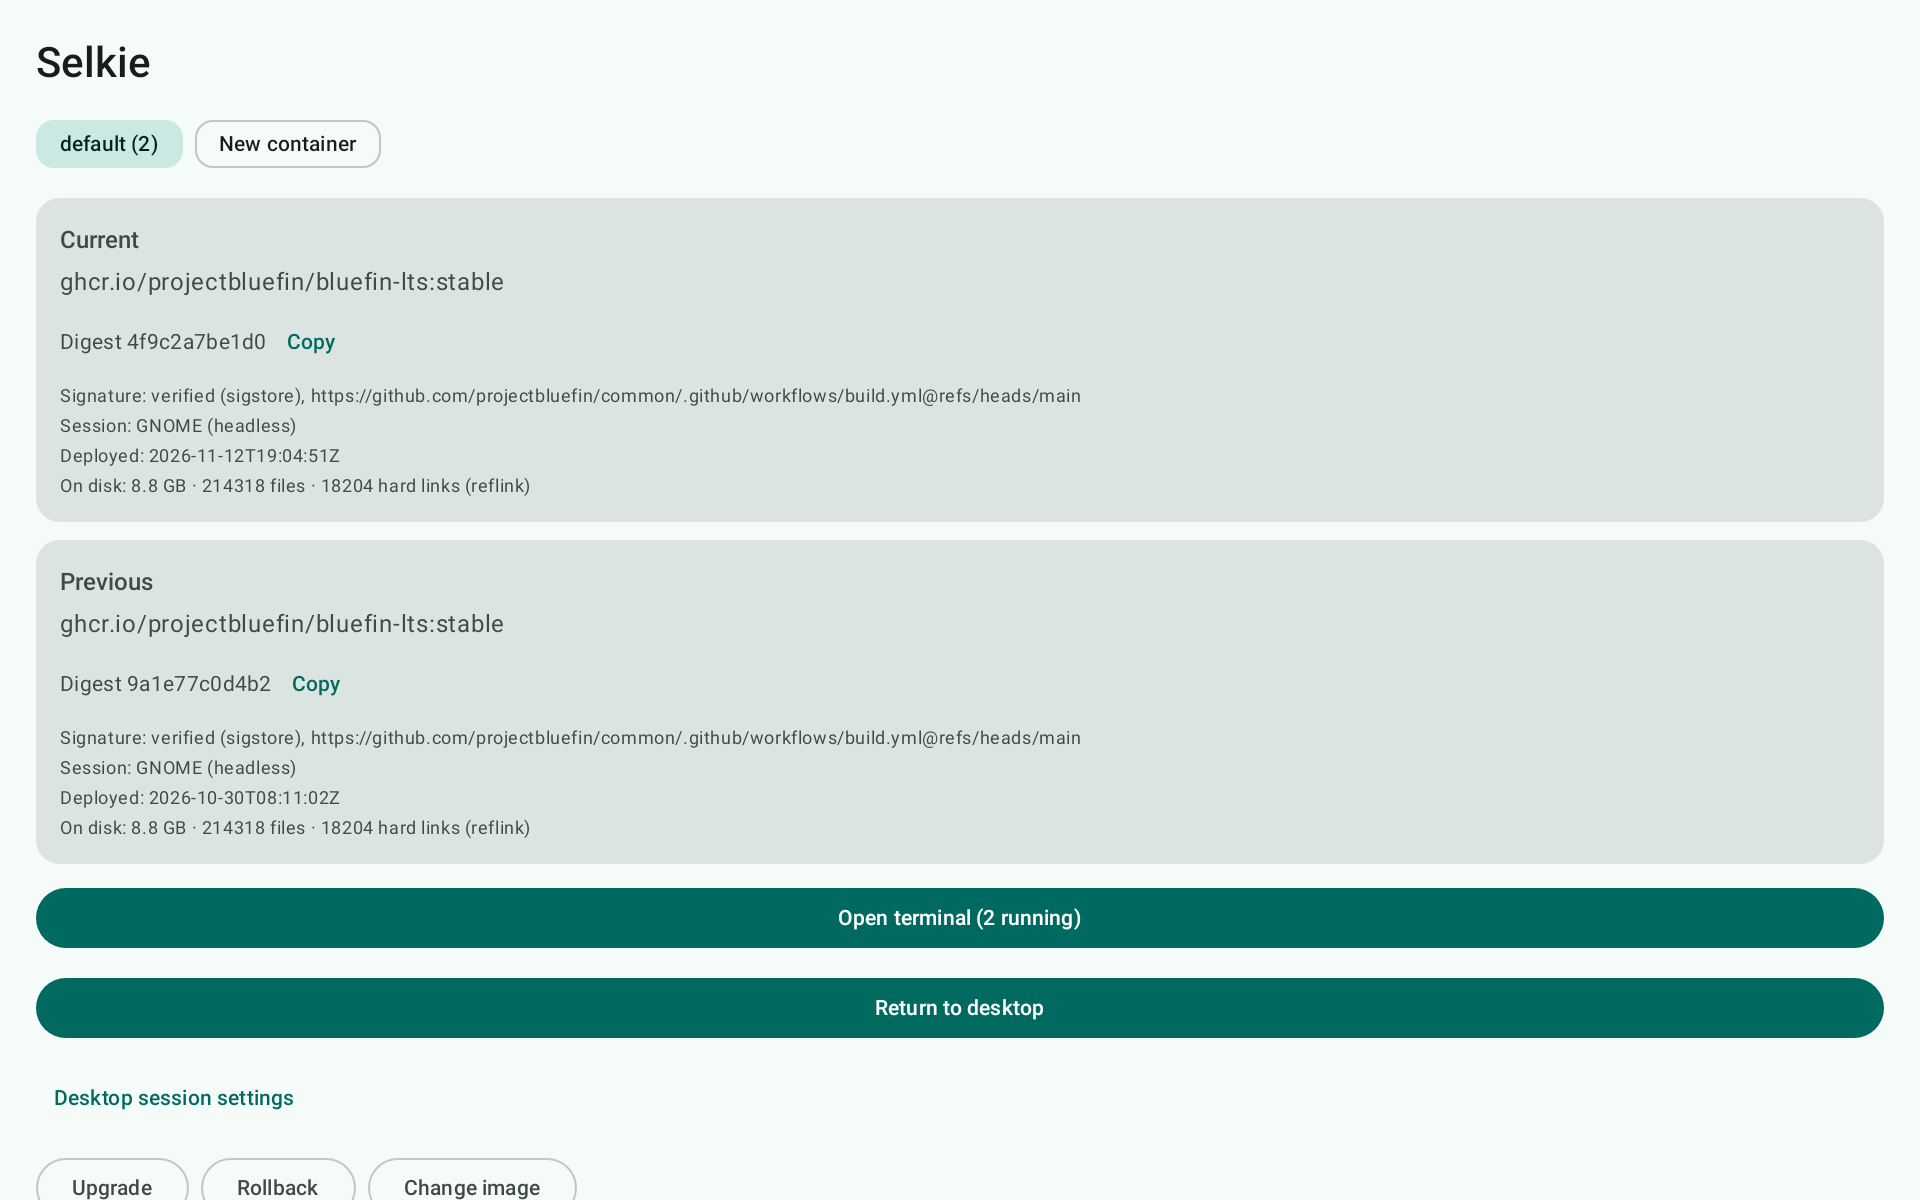 Selkie
default (2)
New container
Current
ghcr.io/projectbluefin/bluefin-lts:stable
Digest 4f9c2a7be1d0 Copy
Signature: verified (sigstore), https://github.com/projectbluefin/common/.github/workflows/build.yml@refs/heads/main
Session: GNOME (headless)
Deployed: 2026-11-12T19:04:51Z
On disk: 8.8 GB · 214318 files · 18204 hard links (reflink)
Previous
ghcr.io/projectbluefin/bluefin-lts:stable
Digest 9a1e77c0d4b2 Copy
Signature: verified (sigstore), https://github.com/projectbluefin/common/.github/workflows/build.yml@refs/heads/main
Session: GNOME (headless)
Deployed: 2026-10-30T08:11:02Z
On disk: 8.8 GB · 214318 files · 18204 hard links (reflink)
Open terminal (2 running)
Return to desktop
Desktop session settings
Upgrade
Rollback
Change image